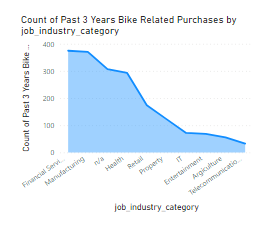 Count of Past 3 Years Bike Related Purchases by
job_industry_category
Count of Past 3 Years Bike ...
400
300
200
100
0
Financial Servi...
Manufacturing
n/a
Health
Retail
Property
IT
Entertainment
Argiculture
Telecommunicatio...
job_industry_category